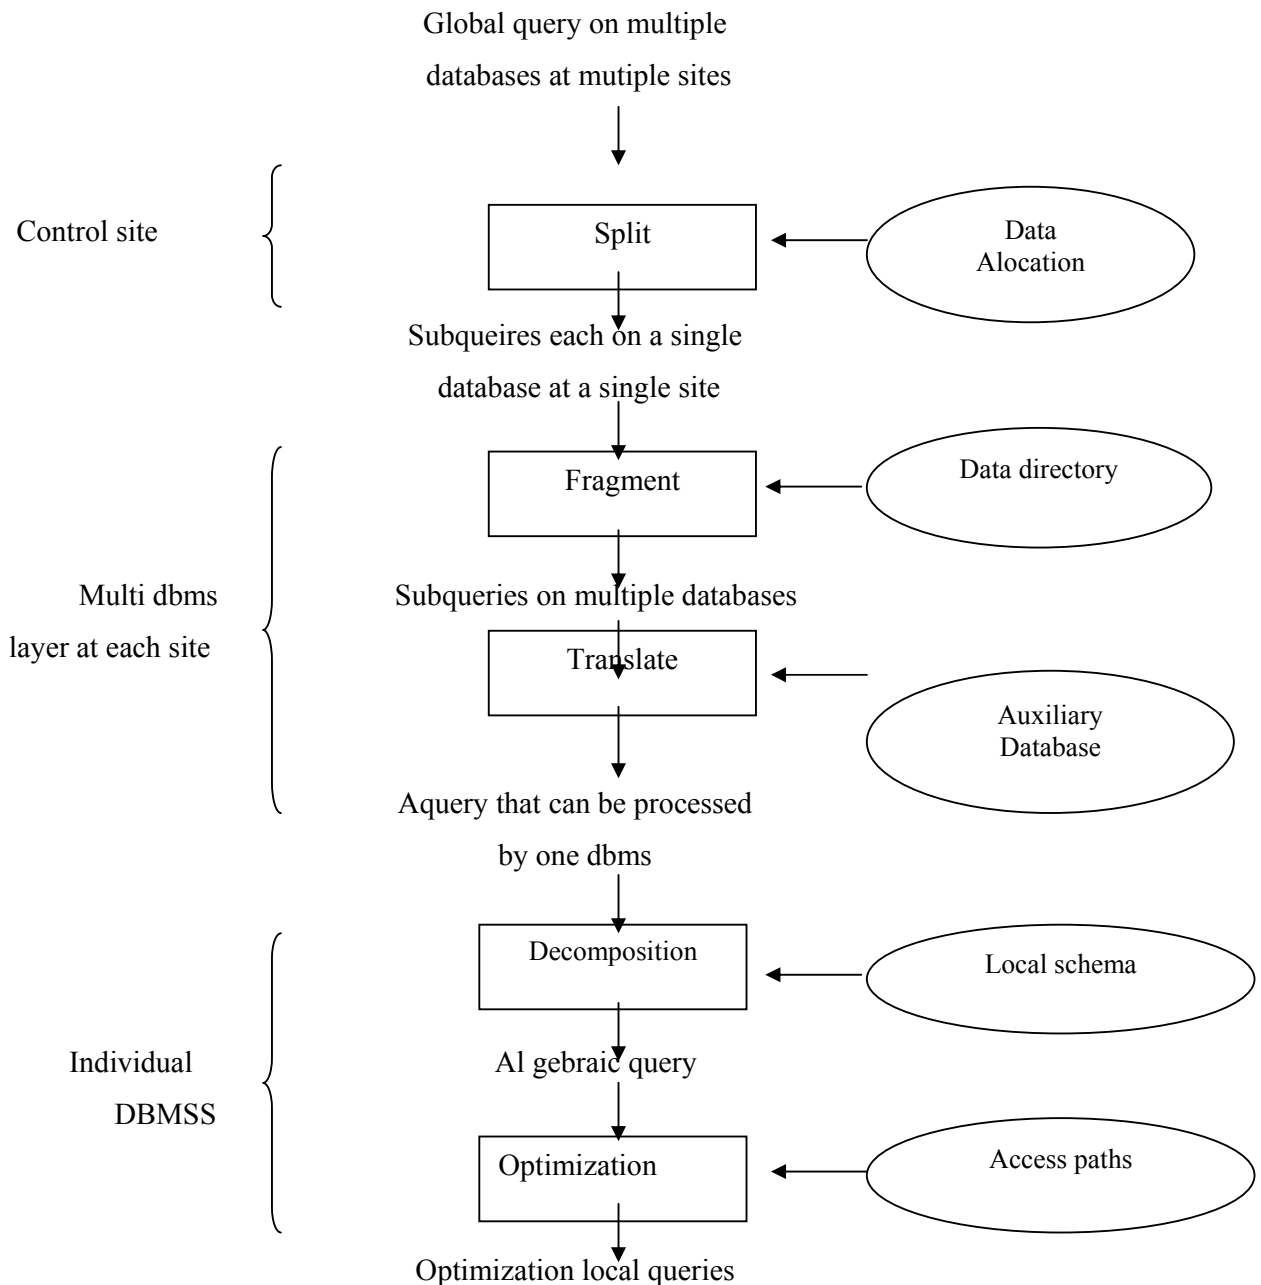 Global query on multiple
databases at mutiple sites
Control site
Split
Data
Alocation
Subqueires each on a single
database at a single site
Fragment
Data directory
Multi dbms
layer at each site
Subqueries on multiple databases
Translate
Auxiliary
Database
Aquery that can be processed
by one dbms
Decomposition
Local schema
Individual
DBMSS
Al gebraic query
Optimization
Access paths
Optimization local queries